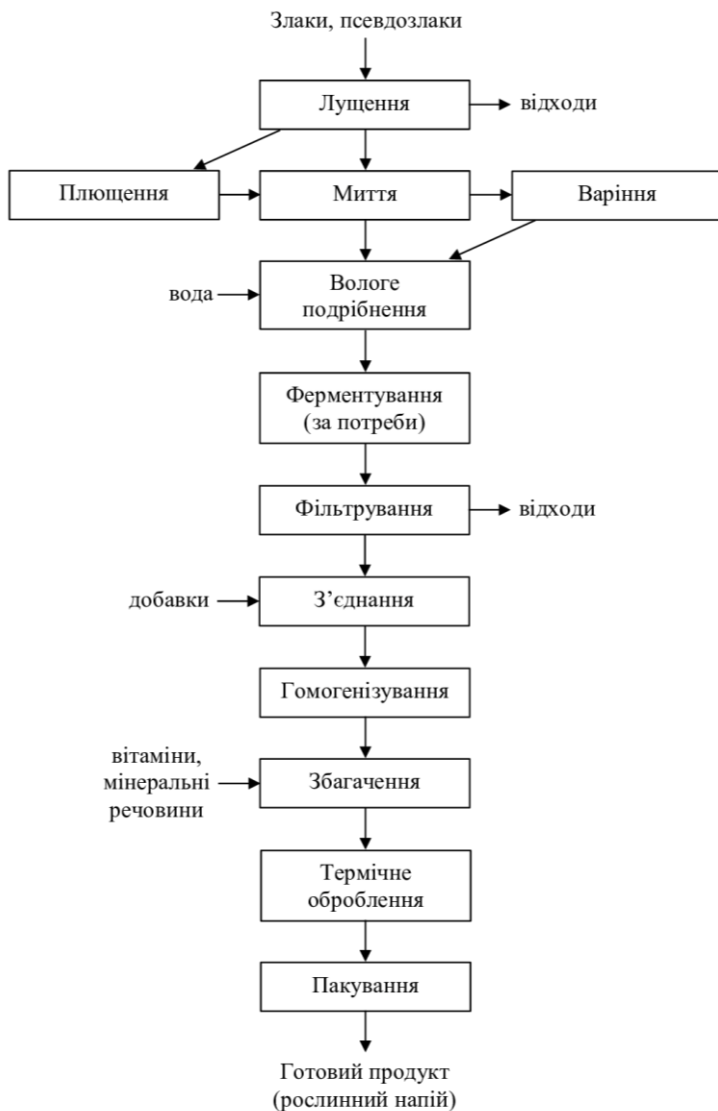 Злаки, псевдозлаки
Лущення
відходи
Плющення
Миття
Варіння
вода
Вологе
подрібнення
Ферментування
(за потреби)
Фільтрування
відходи
добавки
З’єднання
Гомогенізування
вітаміни,
мінеральні
речовини
Збагачення
Термічне
оброблення
Пакування
Готовий продукт
(рослинний напій)